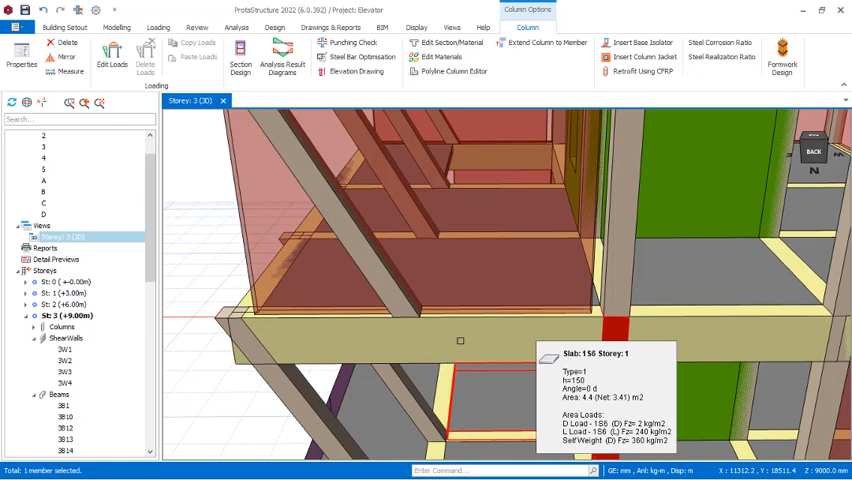 ProtaStructure 2022 (6.0.392) - Project: Elevator
Column Options
Building Setout
Modelling
Loading
Review
Analysis
Design
Drawings & Reports
BIM
Display
Views
Help
Column
Properties
Delete
Mirror
Measure
Edit Loads
Delete
Loads
Copy Loads
Paste Loads
Loading
Section
Design
Analysis Result
Diagrams
Punching Check
Steel Bar Optimisation
Elevation Drawing
Edit Section/Material
Edit Materials
Polyline Column Editor
Extend Column to Member
Insert Base Isolator
Insert Column Jacket
Retrofit Using CFRP
Steel Corrosion Ratio
Steel Realization Ratio
Formwork
Design
Storey: 3 (3D)
Search...
2
3
4
5
A
B
C
D
Views
Storey: 3 (3D)
Reports
Detail Previews
Storeys
St: 0 ( +-0.00m)
St: 1 (+3.00m)
St: 2 (+6.00m)
St: 3 (+9.00m)
Columns
ShearWalls
3W1
3W2
3W3
3W4
Beams
3B1
3B10
3B12
3B13
3B14
BACK
N
Slab: 1S6 Storey: 1
Type=1
h=150
Angle=0 d
Area: 4.4 (Net: 3.41) m2
Area Loads:
D Load - 1S6 (D) Fz= 2 kg/m2
L Load - 1S6 (L) Fz= 240 kg/m2
Self Weight (D) Fz= 360 kg/m2
Total: 1 member selected.
Enter Command...
GE: mm , Anl: kg-m , Disp: m
X : 11312.2 , Y : 18511.4
Z : 9000.0 mm